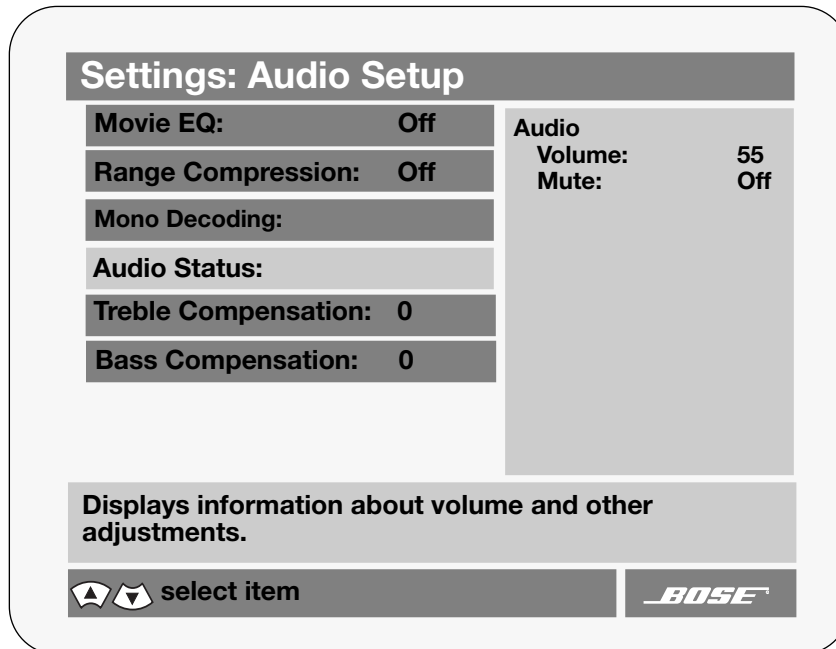 Settings: Audio Setup
Movie EQ: Off
Range Compression: Off
Mono Decoding:
Audio Status:
Treble Compensation: 0
Bass Compensation: 0
Audio
Volume: 55
Mute: Off
Displays information about volume and other
adjustments.
select item
BOSE